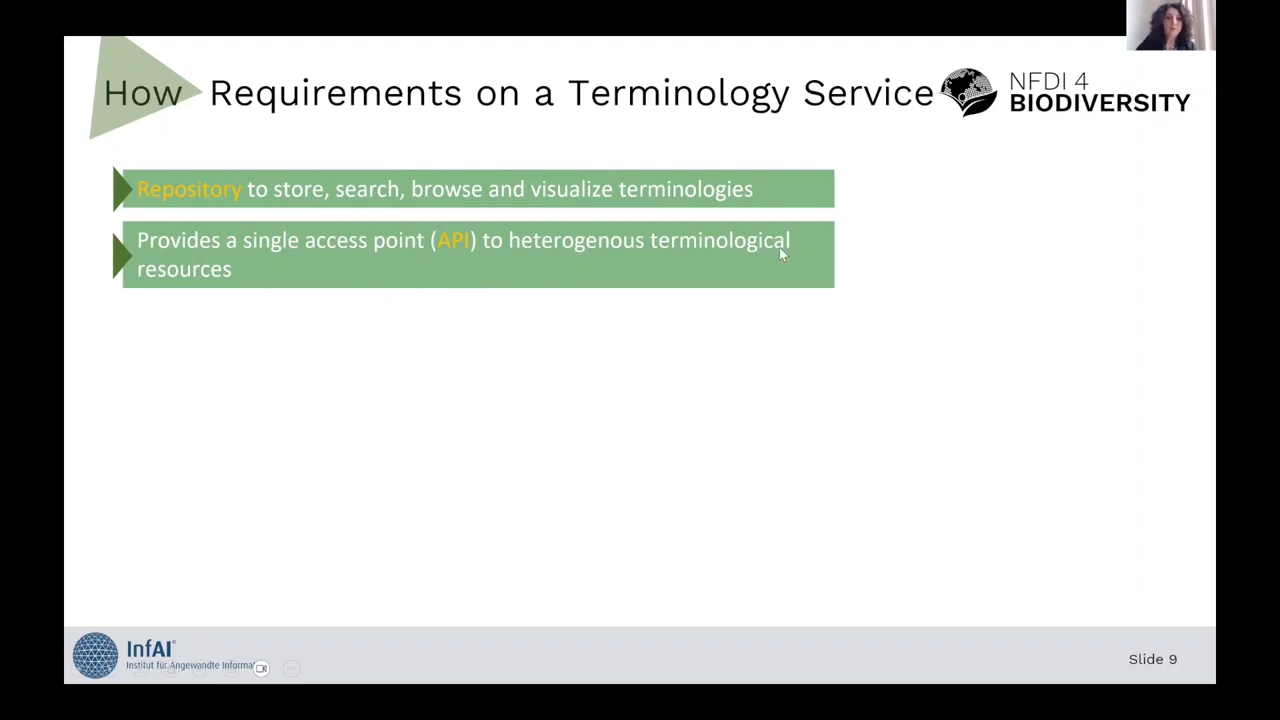 How Requirements on a Terminology Service
NFDI 4
BIODIVERSITY
Repository to store, search, browse and visualize terminologies
Provides a single access point (API) to heterogenous terminological
resources
InfAI
Institut für Angewandte
Slide 9